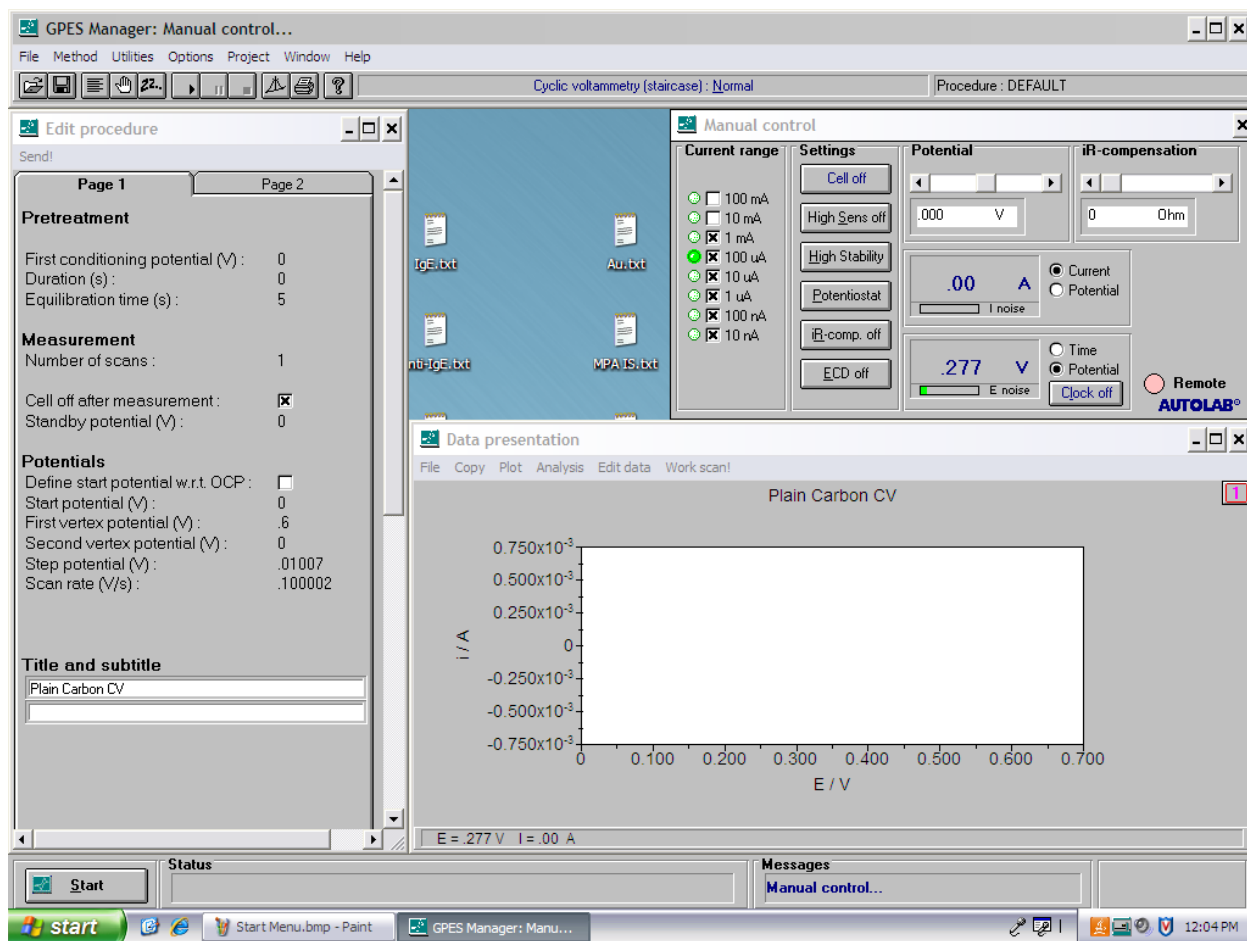 GPES Manager: Manual control...
File Method Utilities Options Project Window Help
Cyclic voltammetry (staircase) : Normal
Procedure : DEFAULT
Edit procedure
Send!
Page 1 Page 2
Pretreatment
First conditioning potential (V) : 0
Duration (s) : 0
Equilibration time (s) : 5
Measurement
Number of scans : 1
Cell off after measurement :
Standby potential (V) : 0
Potentials
Define start potential w.r.t. OCP :
Start potential (V) : 0
First vertex potential (V) : .6
Second vertex potential (V) : 0
Step potential (V) : .01007
Scan rate (V/s) : .100002
Title and subtitle
Plain Carbon CV
IgE.txt
Au.txt
nti-IgE.txt
MPA IS.txt
Manual control
Current range
100 mA
10 mA
1 mA
100 uA
10 uA
1 uA
100 nA
10 nA
Settings
Cell off
High Sens off
High Stability
Potentiostat
iR-comp. off
ECD off
Potential
.000 V
iR-compensation
0 Ohm
.00 A
I noise
Current
Potential
.277 V
E noise
Time
Potential
Clock off
Remote
AUTOLAB®
Data presentation
File Copy Plot Analysis Edit data Work scan!
Plain Carbon CV
1
0.750x10⁻³
0.500x10⁻³
0.250x10⁻³
0
-0.250x10⁻³
-0.500x10⁻³
-0.750x10⁻³
i / A
0 0.100 0.200 0.300 0.400 0.500 0.600 0.700
E / V
E = .277 V I = .00 A
Start
Status
Messages
Manual control...
start
Start Menu.bmp - Paint
GPES Manager: Manu...
12:04 PM